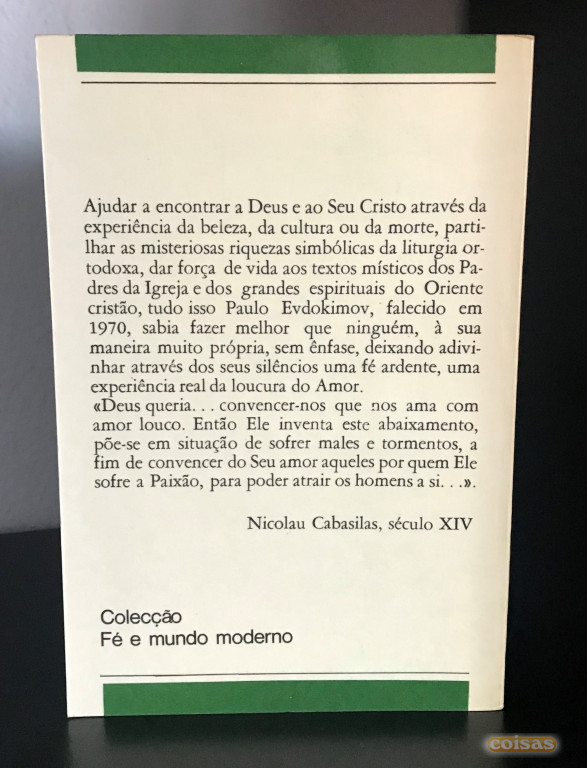 Ajudar a encontrar a Deus e ao Seu Cristo através da
experiência da beleza, da cultura ou da morte, parti-
lhar as misteriosas riquezas simbólicas da liturgia or-
todoxa, dar força de vida aos textos místicos dos Pa-
dres da Igreja e dos grandes espirituais do Oriente
cristão, tudo isso Paulo Evdokimov, falecido em
1970, sabia fazer melhor que ninguém, à sua
maneira muito própria, sem ênfase, deixando adivi-
nhar através dos seus silêncios uma fé ardente, uma
experiência real da loucura do Amor.
«Deus queria. . . convencer-nos que nos ama com
amor louco. Então Ele inventa este abaixamento,
põe-se em situação de sofrer males e tormentos, a
fim de convencer do Seu amor aqueles por quem Ele
sofre a Paixão, para poder atrair os homens a si. . .».
Nicolau Cabasilas, século XIV
Colecção
Fé e mundo moderno
coisas